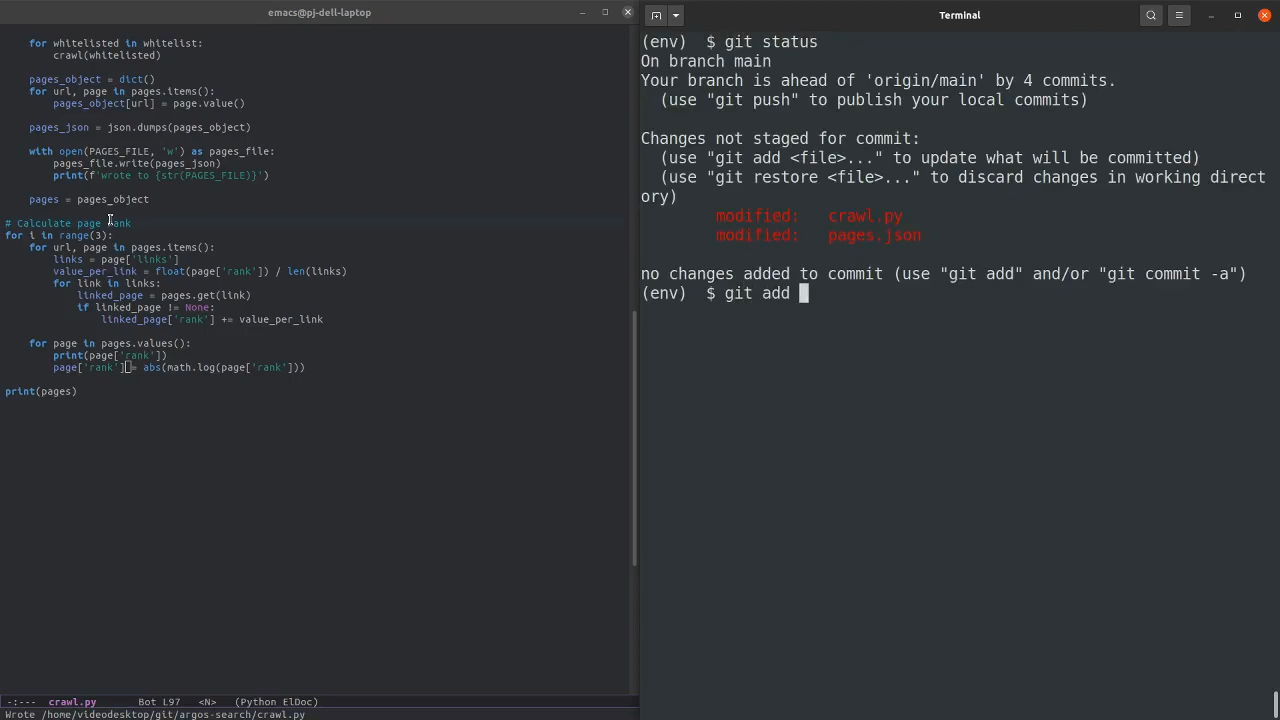 emacs@pj-dell-laptop
for whitelisted in whitelist:
crawl(whitelisted)
pages_object = dict()
for url, page in pages.items():
pages_object[url] = page.value()
pages_json = json.dumps(pages_object)
with open(PAGES_FILE, 'w') as pages_file:
pages_file.write(pages_json)
print(f'wrote to {str(PAGES_FILE)}')
pages = pages_object
# Calculate page rank
for i in range(3):
for url, page in pages.items():
links = page['links']
value_per_link = float(page['rank']) / len(links)
for link in links:
linked_page = pages.get(link)
if linked_page != None:
linked_page['rank'] += value_per_link
for page in pages.values():
print(page['rank'])
page['rank'] = abs(math.log(page['rank']))
print(pages)
-:--- crawl.py Bot L97 <N> (Python ElDoc)
Wrote /home/videodesktop/git/argos-search/crawl.py
Terminal
(env) $ git status
On branch main
Your branch is ahead of 'origin/main' by 4 commits.
(use "git push" to publish your local commits)
Changes not staged for commit:
(use "git add <file>..." to update what will be committed)
(use "git restore <file>..." to discard changes in working direct
ory)
modified: crawl.py
modified: pages.json
no changes added to commit (use "git add" and/or "git commit -a")
(env) $ git add